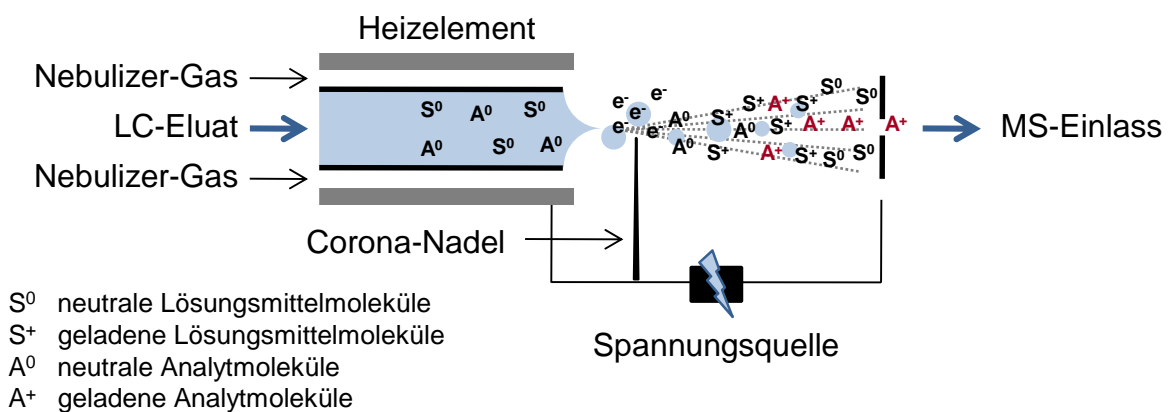 Heizelement
Nebulizer-Gas
LC-Eluat
Nebulizer-Gas
S⁰ A⁰ S⁰
A⁰ S⁰ A⁰
e⁻ e⁻ e⁻ e⁻ e⁻
A⁰ S⁺ S⁺ A⁺ S⁺ S⁰ S⁰
A⁰ S⁺ A⁺ A⁺ A⁺
A⁰ S⁺ A⁺ S⁺ S⁰ S⁰
MS-Einlass
Corona-Nadel
Spannungsquelle
S⁰ neutrale Lösungsmittelmoleküle
S⁺ geladene Lösungsmittelmoleküle
A⁰ neutrale Analytmoleküle
A⁺ geladene Analytmoleküle